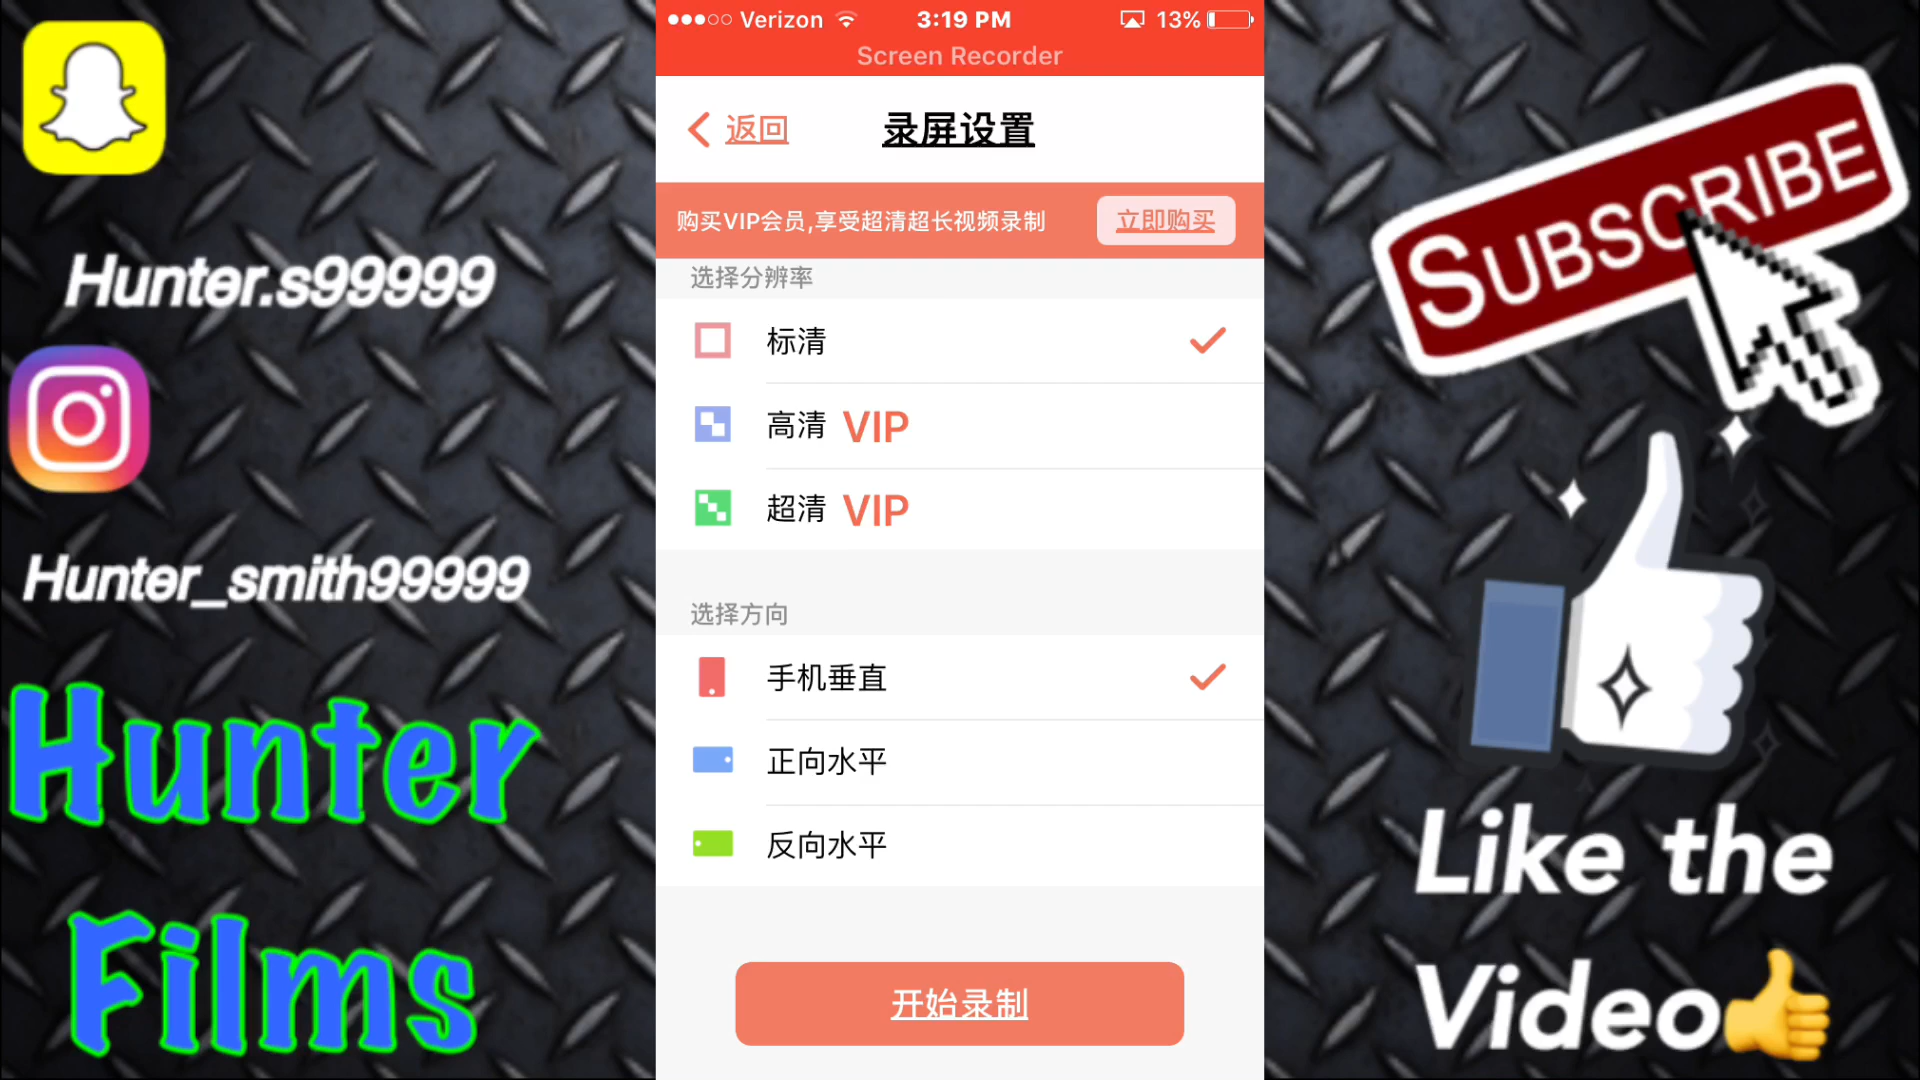 Verizon 3:19 PM 13%
Screen Recorder
返回 录屏设置
购买VIP会员,享受超清超长视频录制 立即购买
选择分辨率
标清
高清 VIP
超清 VIP
选择方向
手机垂直
正向水平
反向水平
开始录制
Hunter.s99999
Hunter_smith99999
Hunter
Films
SUBSCRIBE
Like the
Video👍